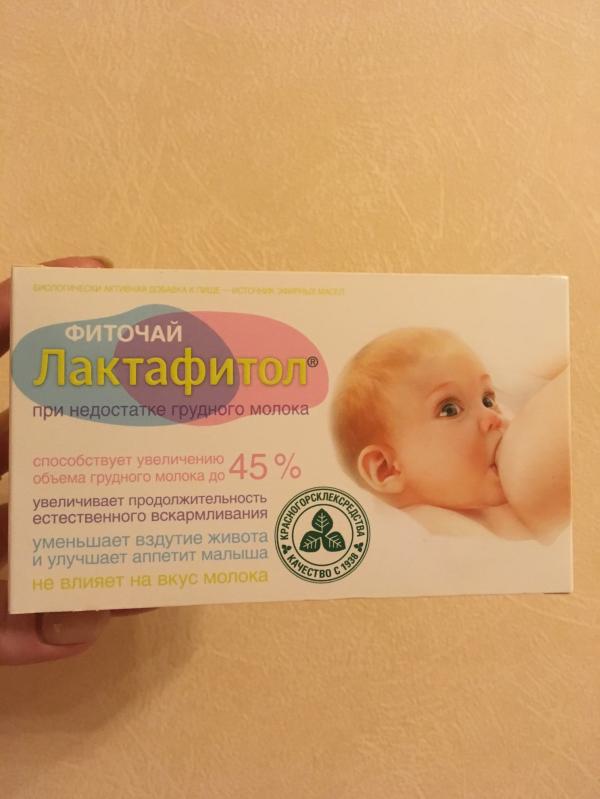 БИОЛОГИЧЕСКИ АКТИВНАЯ ДОБАВКА К ПИЩЕ — ИСТОЧНИК ЭФИРНЫХ МАСЕЛ
ФИТОЧАЙ
Лактафитол®
при недостатке грудного молока
способствует увеличению
объема грудного молока до 45 %
увеличивает продолжительность
естественного вскармливания
уменьшает вздутие живота
и улучшает аппетит малыша
не влияет на вкус молока
КРАСНОГОРСКЛЕКСРЕДСТВА
КАЧЕСТВО С 1938